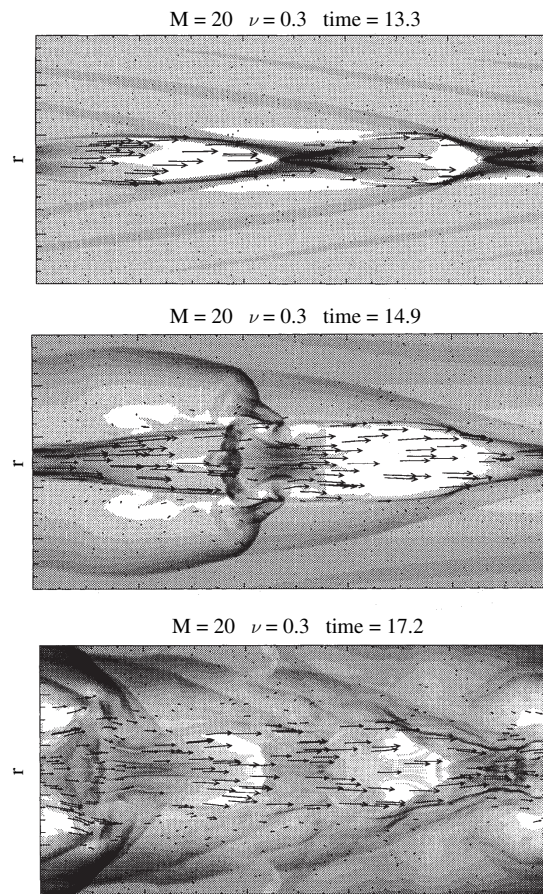 M = 20 ν = 0.3 time = 13.3
r
M = 20 ν = 0.3 time = 14.9
r
M = 20 ν = 0.3 time = 17.2
r